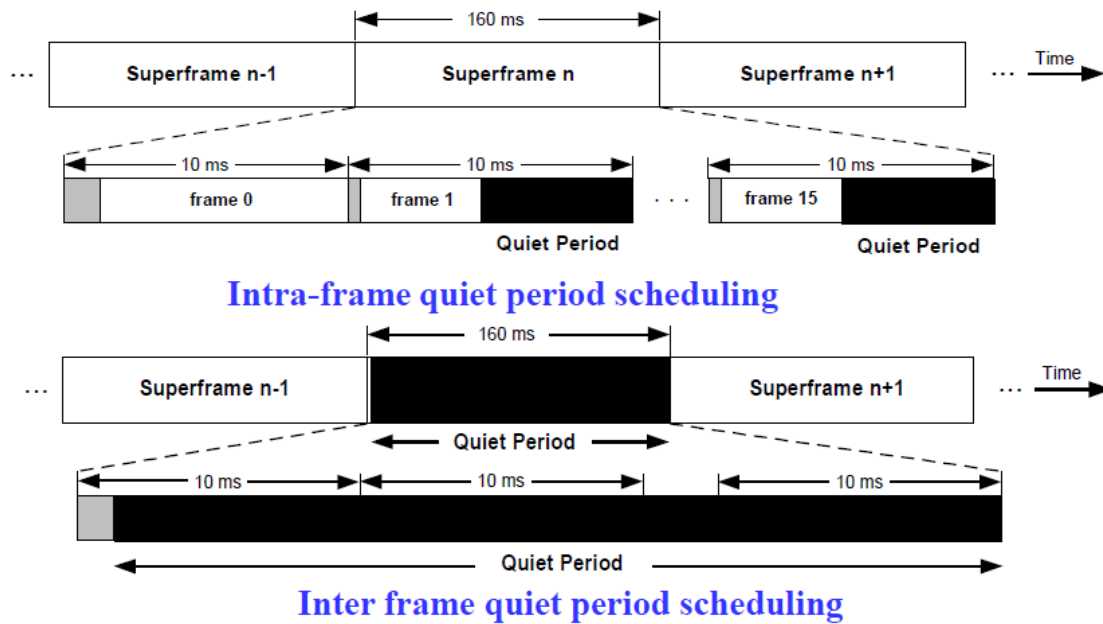 160 ms
... Superframe n-1 Superframe n Superframe n+1 ... Time
10 ms 10 ms 10 ms
frame 0 frame 1 . . . frame 15
Quiet Period Quiet Period
Intra-frame quiet period scheduling
160 ms
... Superframe n-1 Superframe n+1 ... Time
Quiet Period
10 ms 10 ms 10 ms
Quiet Period
Inter frame quiet period scheduling